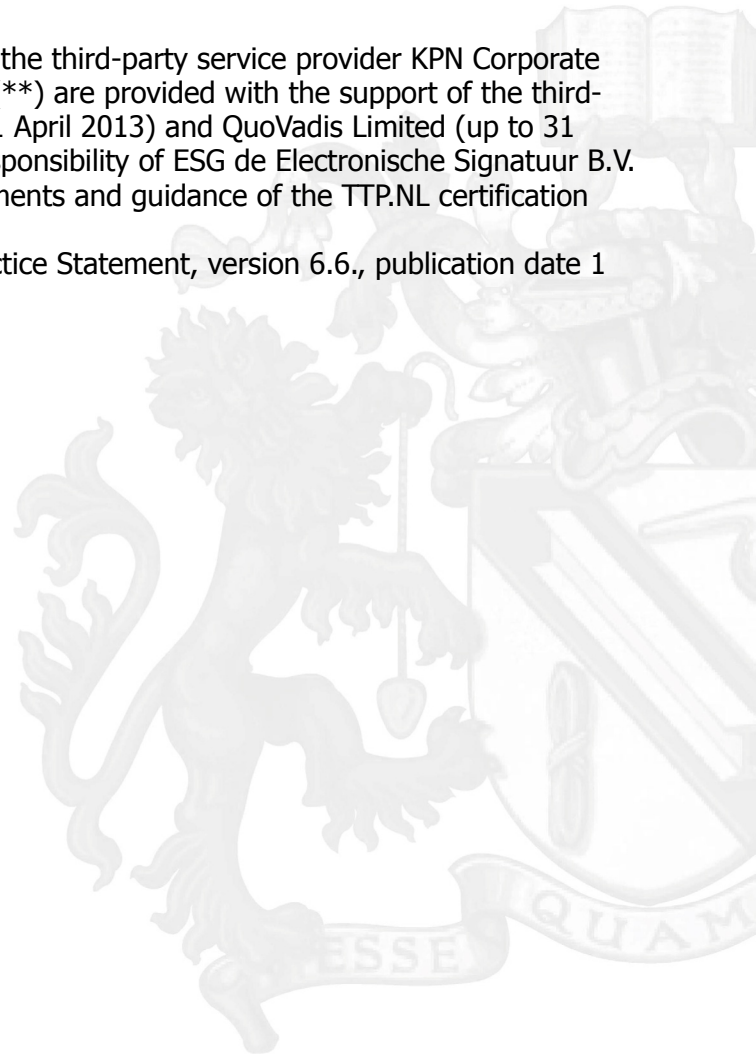 the third-party service provider KPN Corporate
**) are provided with the support of the third-
April 2013) and QuoVadis Limited (up to 31
sponsibility of ESG de Electronische Signatuur B.V.
ments and guidance of the TTP.NL certification
ctice Statement, version 6.6., publication date 1
ESSE
QUAM